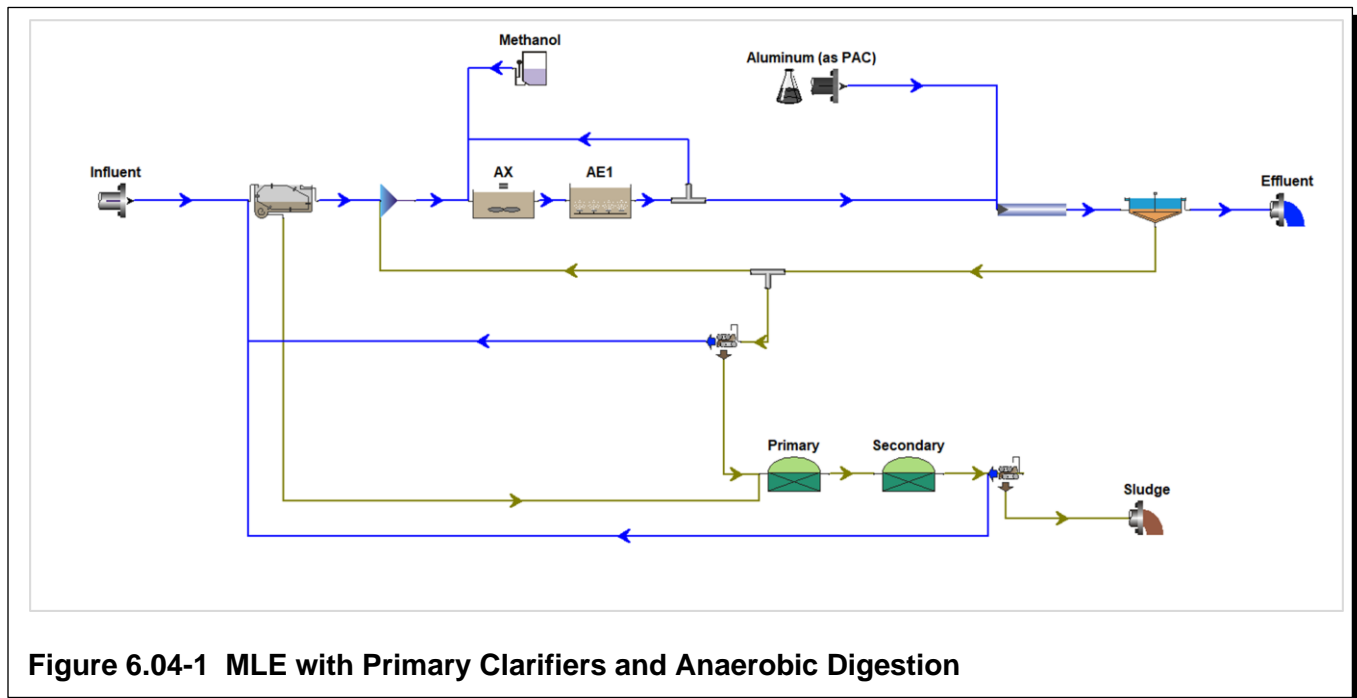 Methanol
Aluminum (as PAC)
Influent
AX
AE1
Effluent
Primary
Secondary
Sludge
Figure 6.04-1 MLE with Primary Clarifiers and Anaerobic Digestion